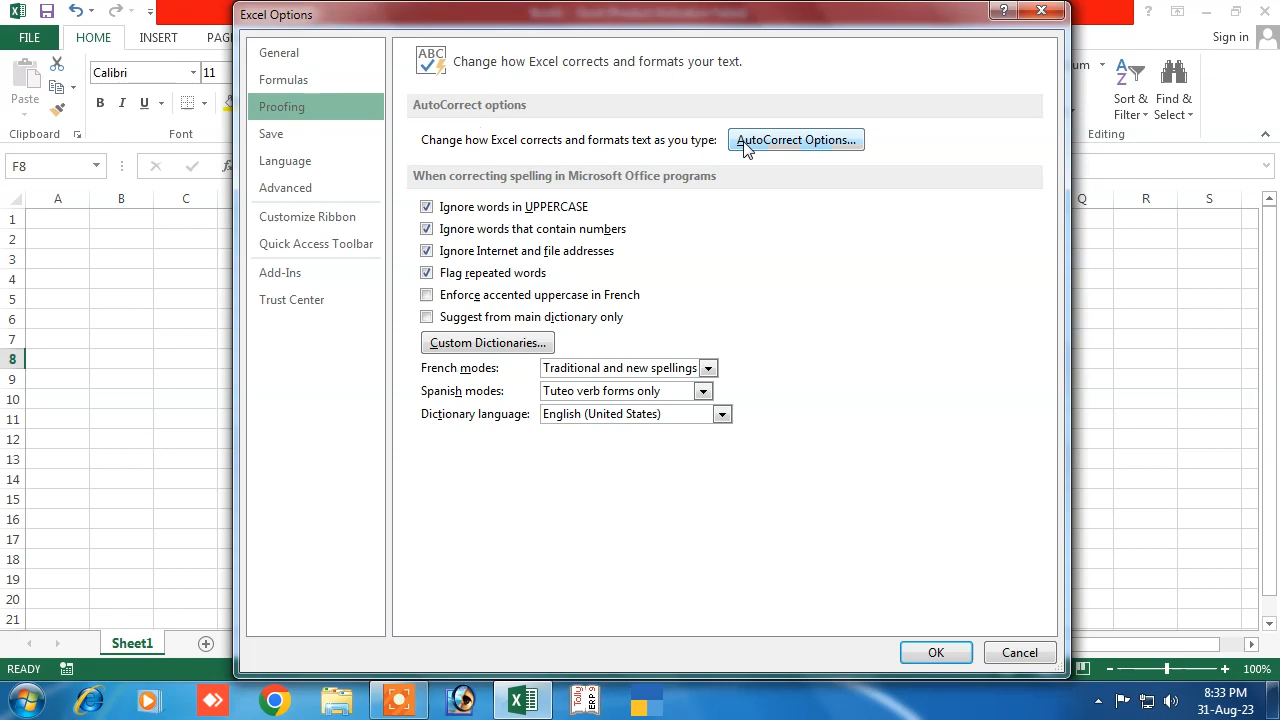 Excel Options
FILE HOME INSERT PAG
Sign in
Calibri 11
Paste
B I U
Clipboard Font
um
Sort & Filter
Find & Select
Editing
F8 fx
A B C Q R S
1
2
3
4
5
6
7
8
9
10
11
12
13
14
15
16
17
18
19
20
21
General
Formulas
Proofing
Save
Language
Advanced
Customize Ribbon
Quick Access Toolbar
Add-Ins
Trust Center
ABC
Change how Excel corrects and formats your text.
AutoCorrect options
Change how Excel corrects and formats text as you type: AutoCorrect Options...
When correcting spelling in Microsoft Office programs
Ignore words in UPPERCASE
Ignore words that contain numbers
Ignore Internet and file addresses
Flag repeated words
Enforce accented uppercase in French
Suggest from main dictionary only
Custom Dictionaries...
French modes: Traditional and new spellings
Spanish modes: Tuteo verb forms only
Dictionary language: English (United States)
OK Cancel
Sheet1
READY
100%
8:33 PM
31-Aug-23